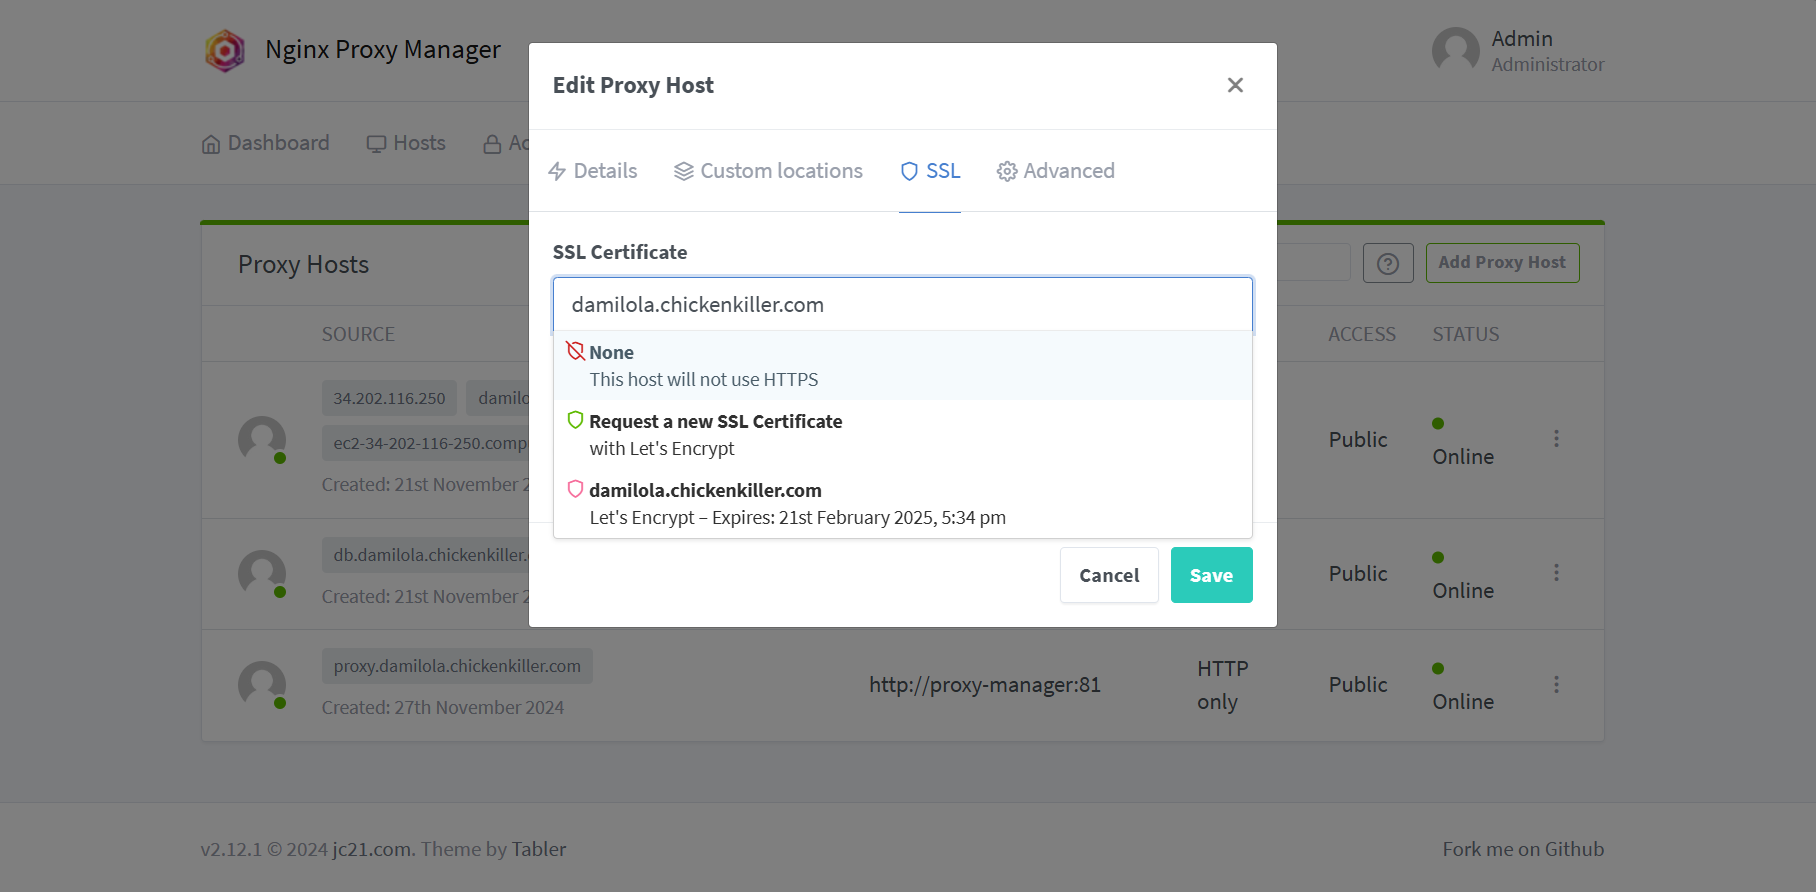 Nginx Proxy Manager
Admin
Administrator
Dashboard
Hosts
Edit Proxy Host
Details
Custom locations
SSL
Advanced
SSL Certificate
damilola.chickenkiller.com
None
This host will not use HTTPS
Request a new SSL Certificate
with Let's Encrypt
damilola.chickenkiller.com
Let's Encrypt – Expires: 21st February 2025, 5:34 pm
Cancel
Save
Proxy Hosts
Add Proxy Host
SOURCE
ACCESS
STATUS
34.202.116.250
damilo
ec2-34-202-116-250.comp
Created: 21st November 2
Public
Online
db.damilola.chickenkiller.
Created: 21st November 2
Public
Online
proxy.damilola.chickenkiller.com
Created: 27th November 2024
http://proxy-manager:81
HTTP
only
Public
Online
v2.12.1 © 2024 jc21.com. Theme by Tabler
Fork me on Github